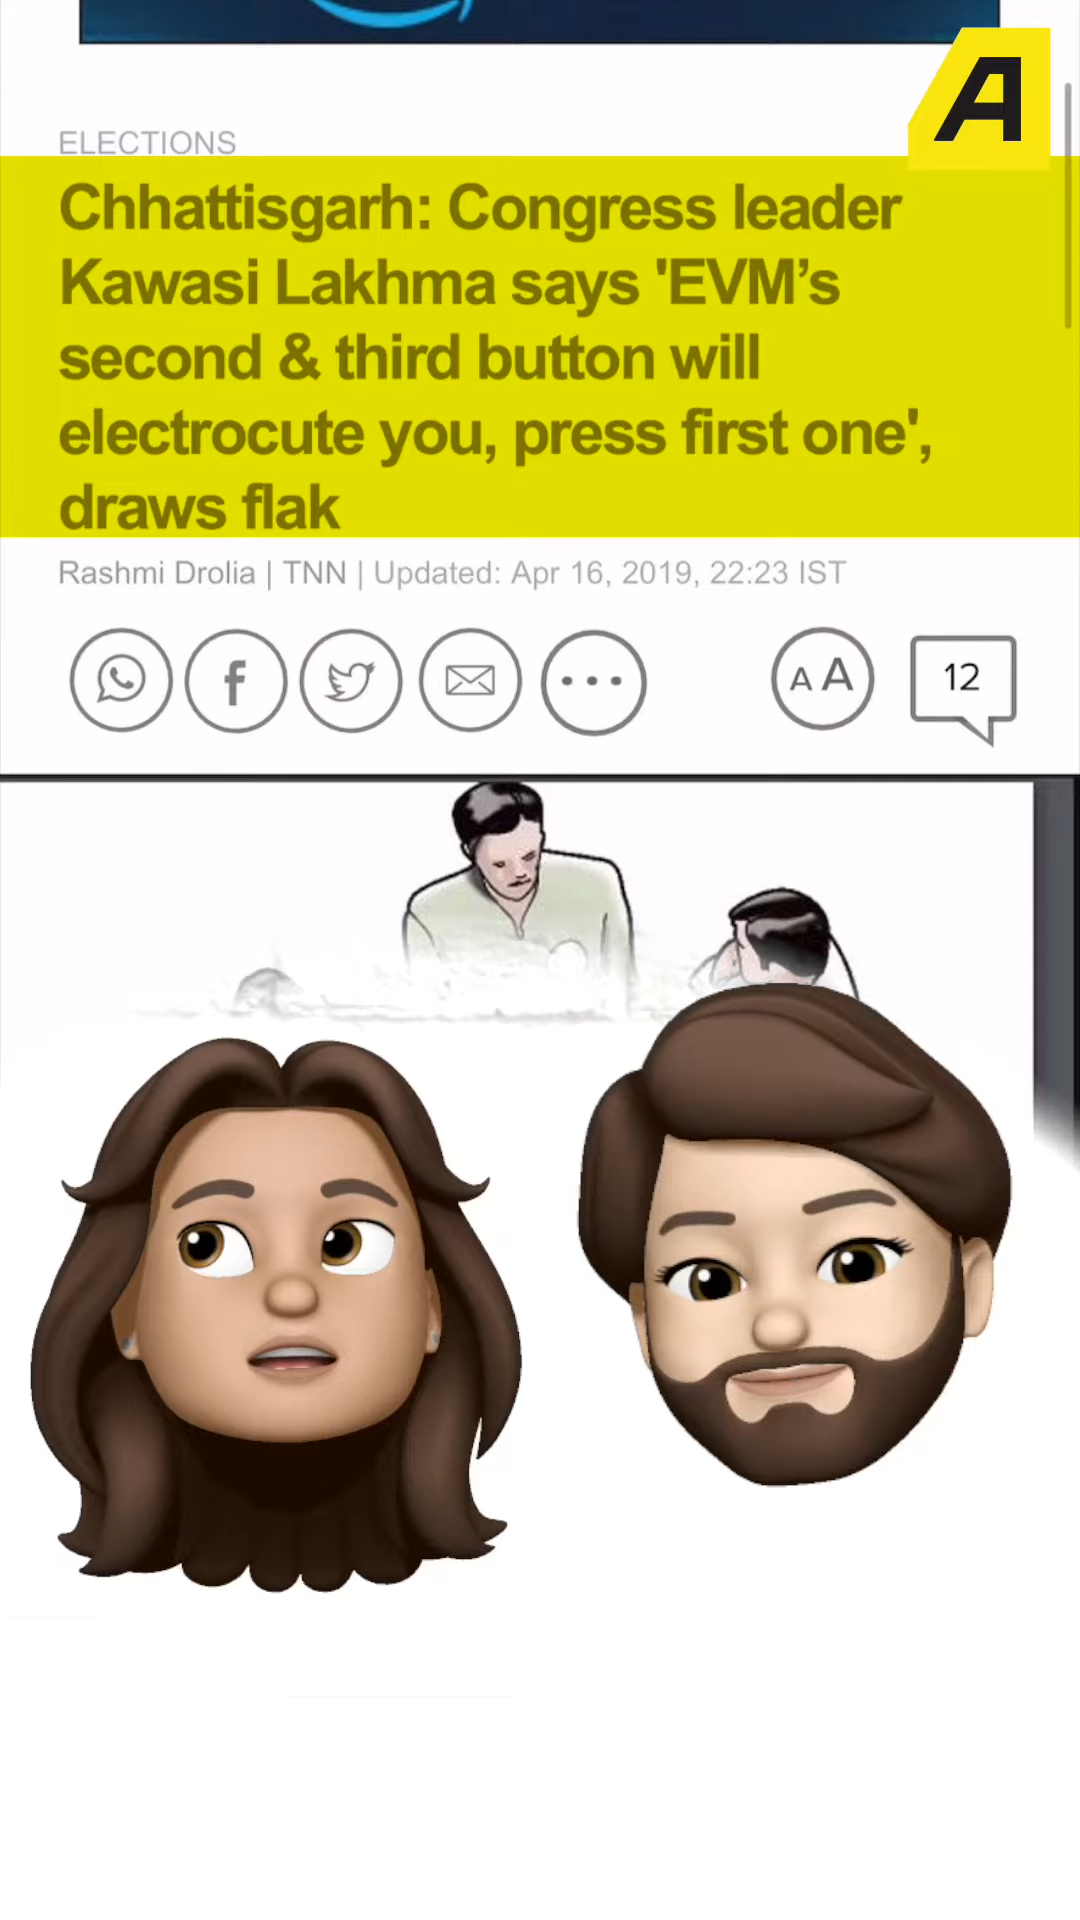 A
ELECTIONS
Chhattisgarh: Congress leader
Kawasi Lakhma says 'EVM’s
second & third button will
electrocute you, press first one',
draws flak
Rashmi Drolia | TNN | Updated: Apr 16, 2019, 22:23 IST
f
AA
12